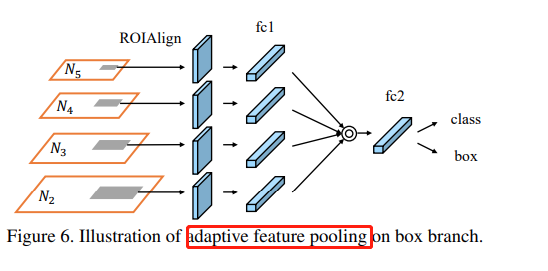 ROIAlign
fc1
N5
N4
fc2
class
N3
box
N2
Figure 6. Illustration of adaptive feature pooling on box branch.